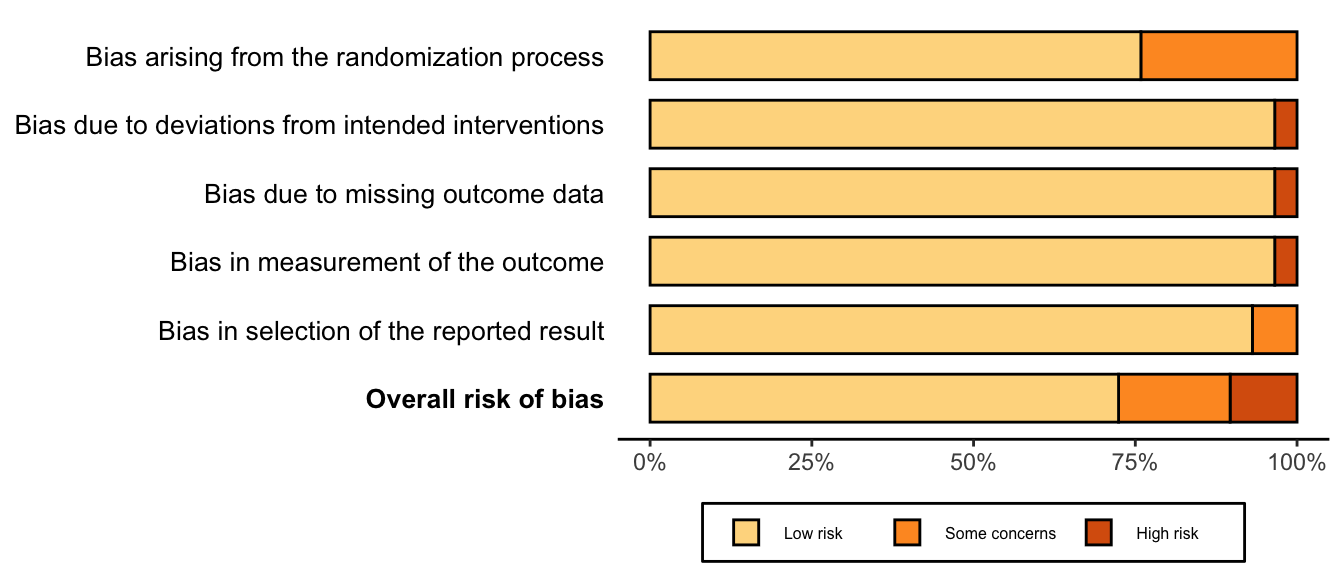 Bias arising from the randomization process
Bias due to deviations from intended interventions
Bias due to missing outcome data
Bias in measurement of the outcome
Bias in selection of the reported result
Overall risk of bias
0% 25% 50% 75% 100%
Low risk Some concerns High risk